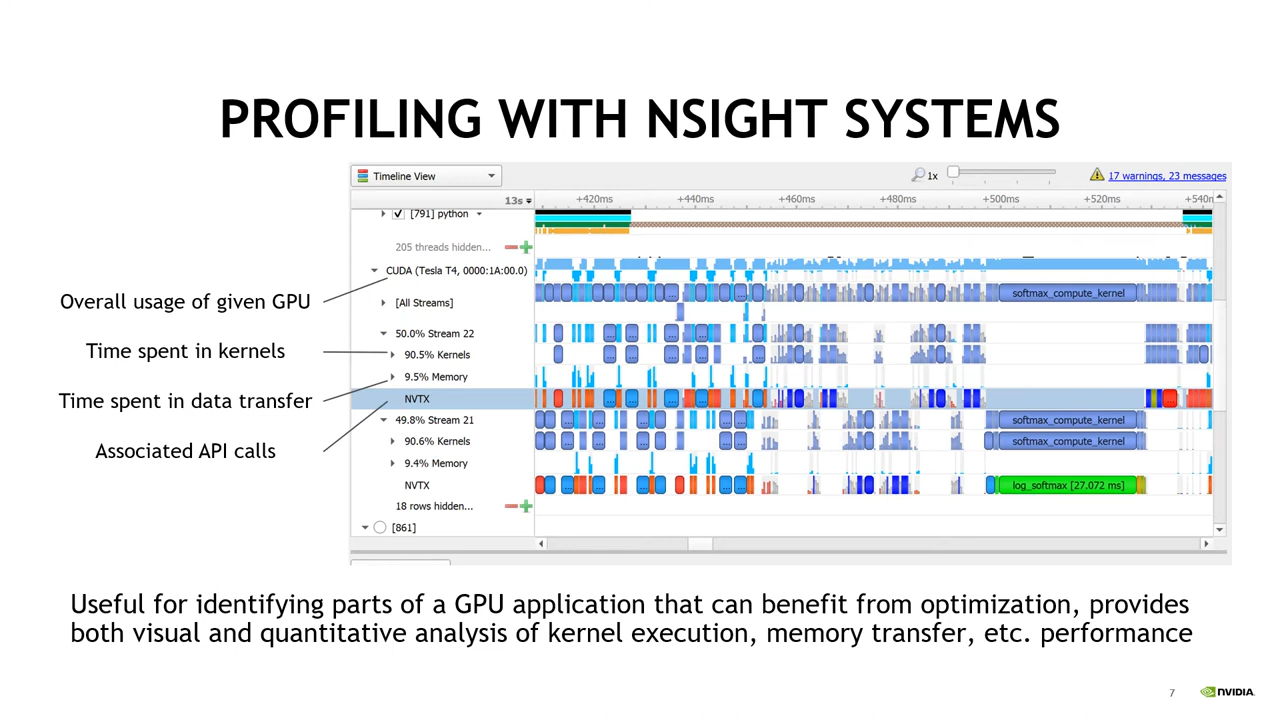 PROFILING WITH NSIGHT SYSTEMS
Timeline View
1x
17 warnings, 23 messages
13s
+420ms
+440ms
+460ms
+480ms
+500ms
+520ms
+540m
[791] python
205 threads hidden...
CUDA (Tesla T4, 0000:1A:00.0)
Overall usage of given GPU
[All Streams]
softmax_compute_kernel
50.0% Stream 22
Time spent in kernels
90.5% Kernels
9.5% Memory
Time spent in data transfer
NVTX
49.8% Stream 21
softmax_compute_kernel
Associated API calls
90.6% Kernels
softmax_compute_kernel
9.4% Memory
NVTX
log_softmax [27.072 ms]
18 rows hidden...
[861]
Useful for identifying parts of a GPU application that can benefit from optimization, provides
both visual and quantitative analysis of kernel execution, memory transfer, etc. performance
7
NVIDIA.